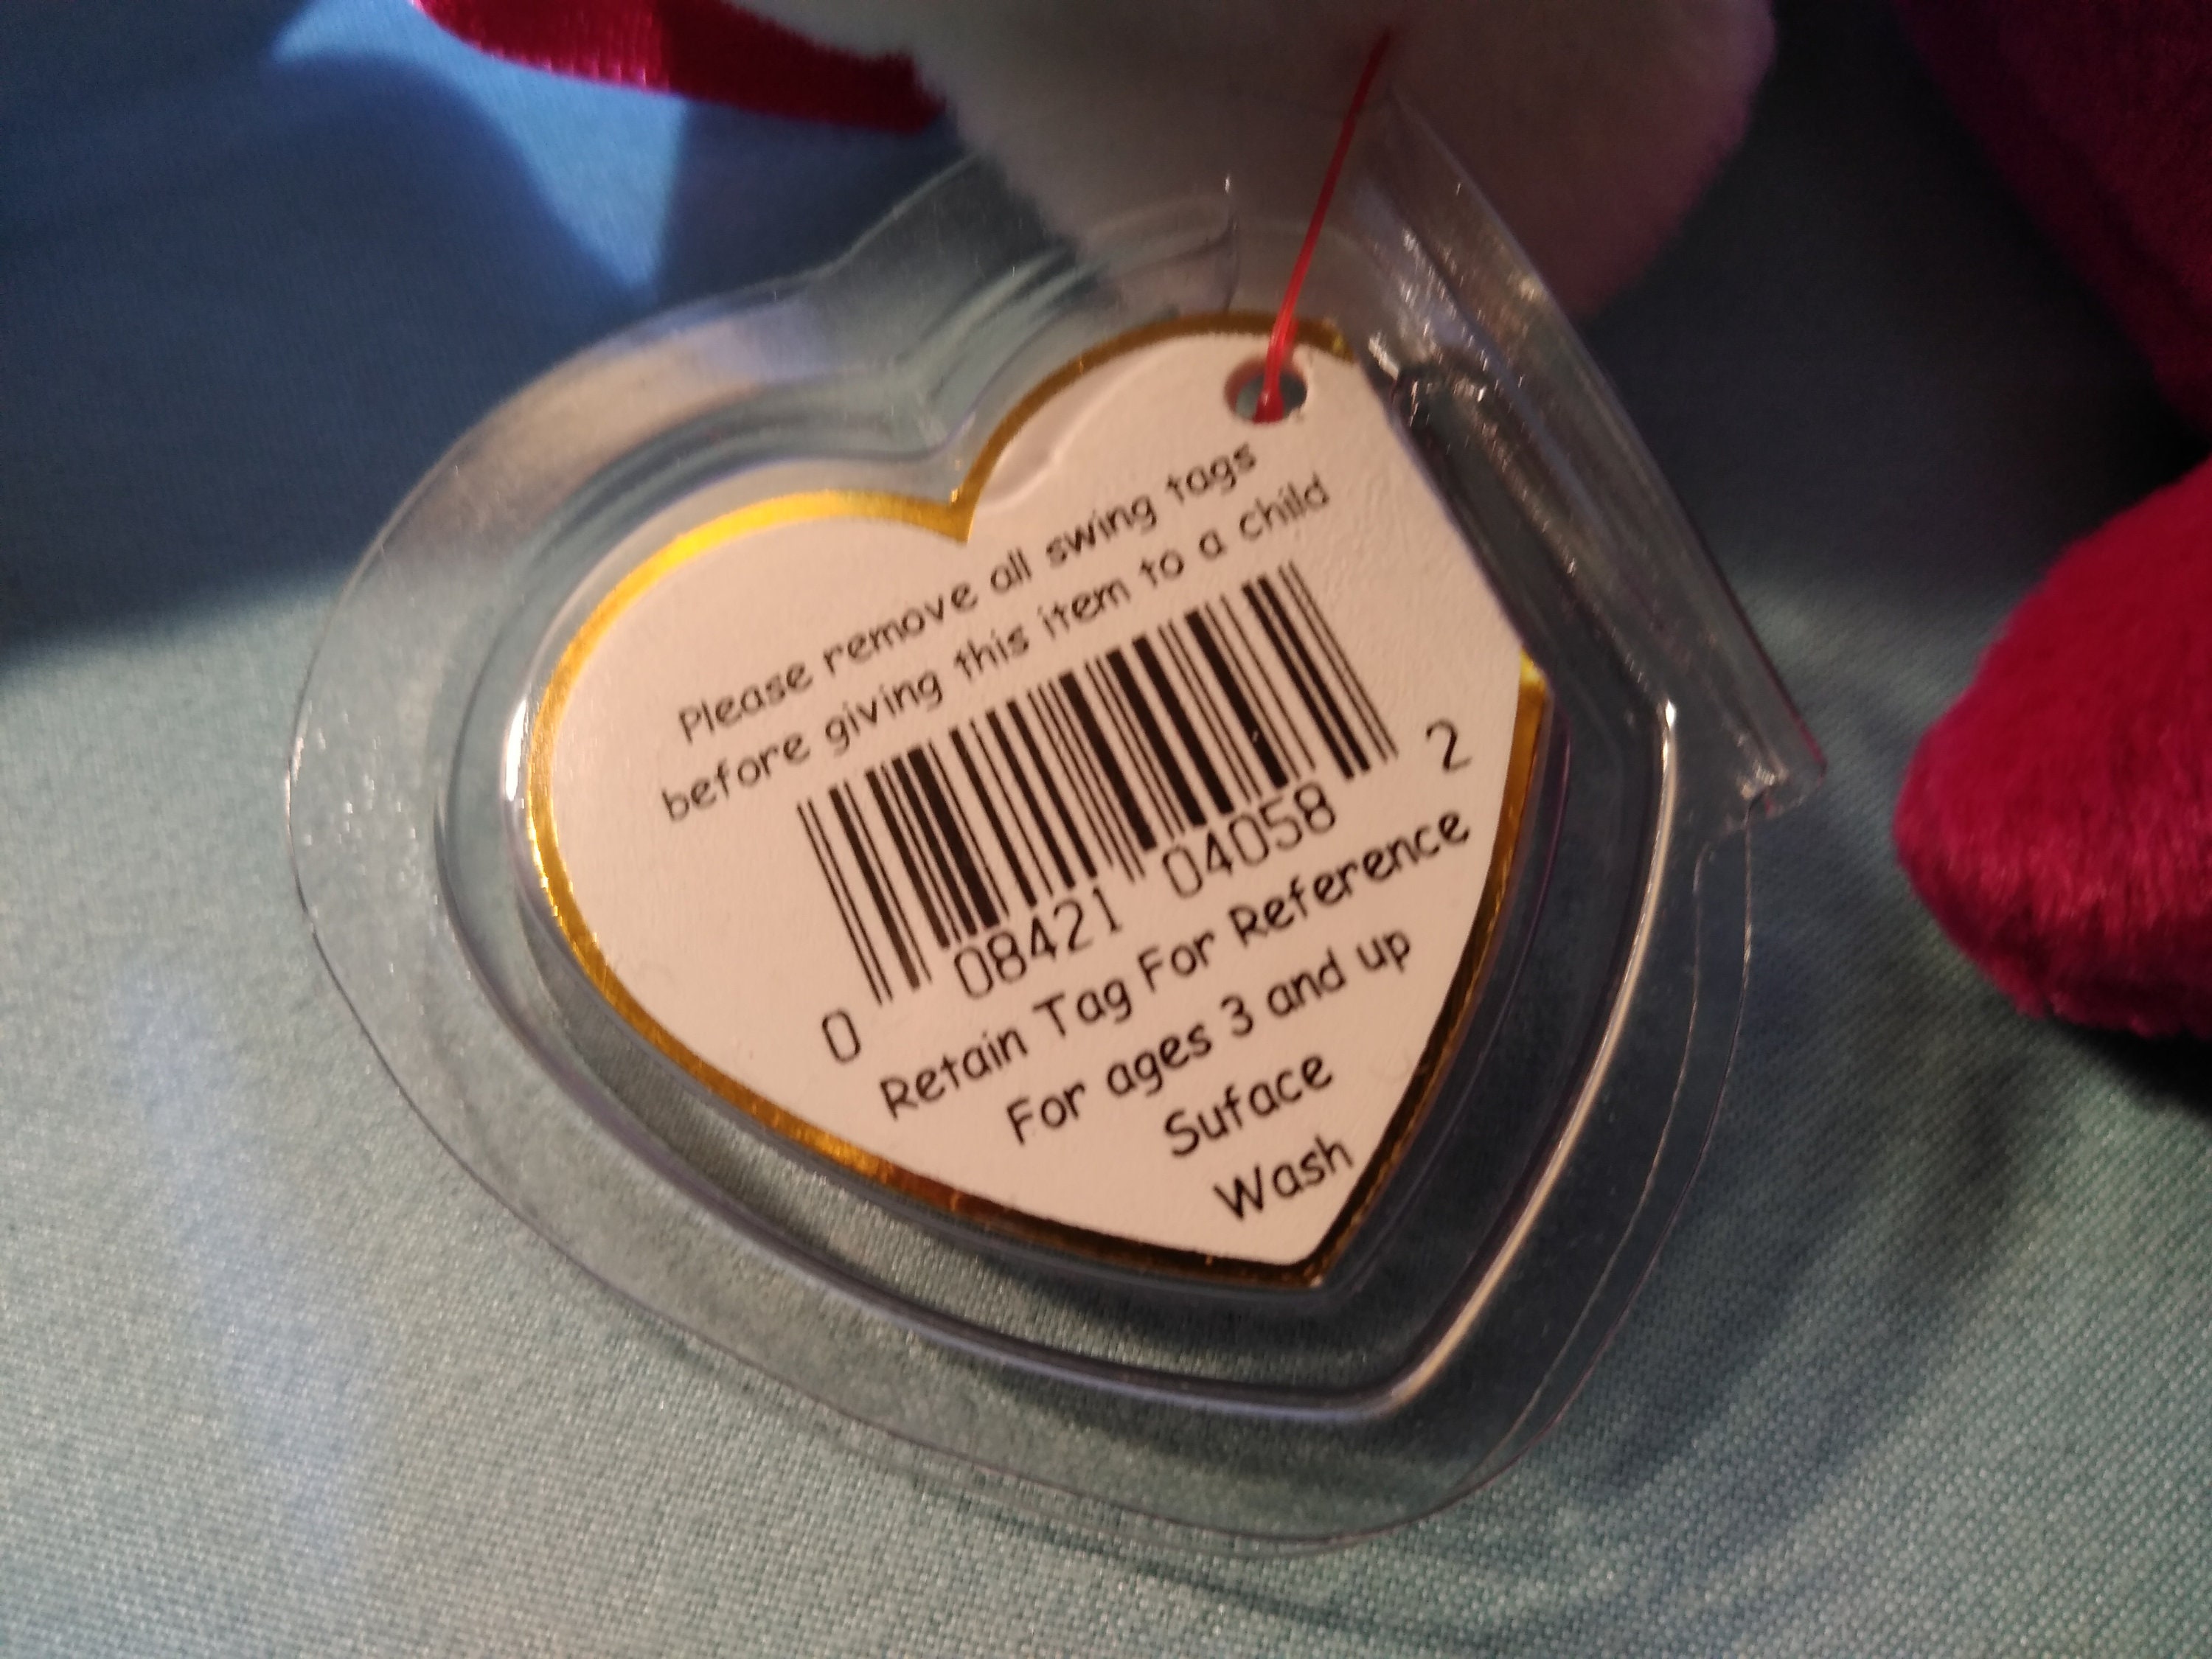 Please remove all swing tags
before giving this item to a child
0 08421 04058 2
Retain Tag For Reference
For ages 3 and up
Suface
Wash